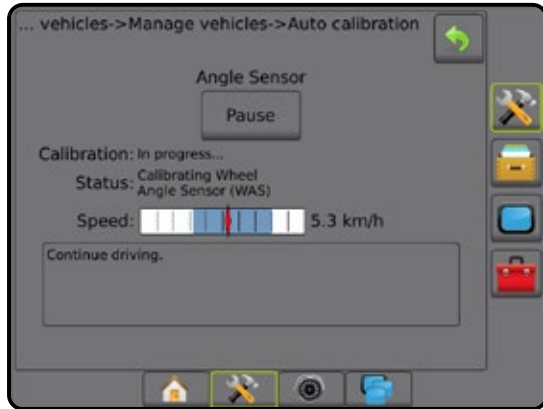 ... vehicles->Manage vehicles->Auto calibration
Angle Sensor
Pause
Calibration: In progress...
Status: Calibrating Wheel
Angle Sensor (WAS)
Speed: 5.3 km/h
Continue driving.